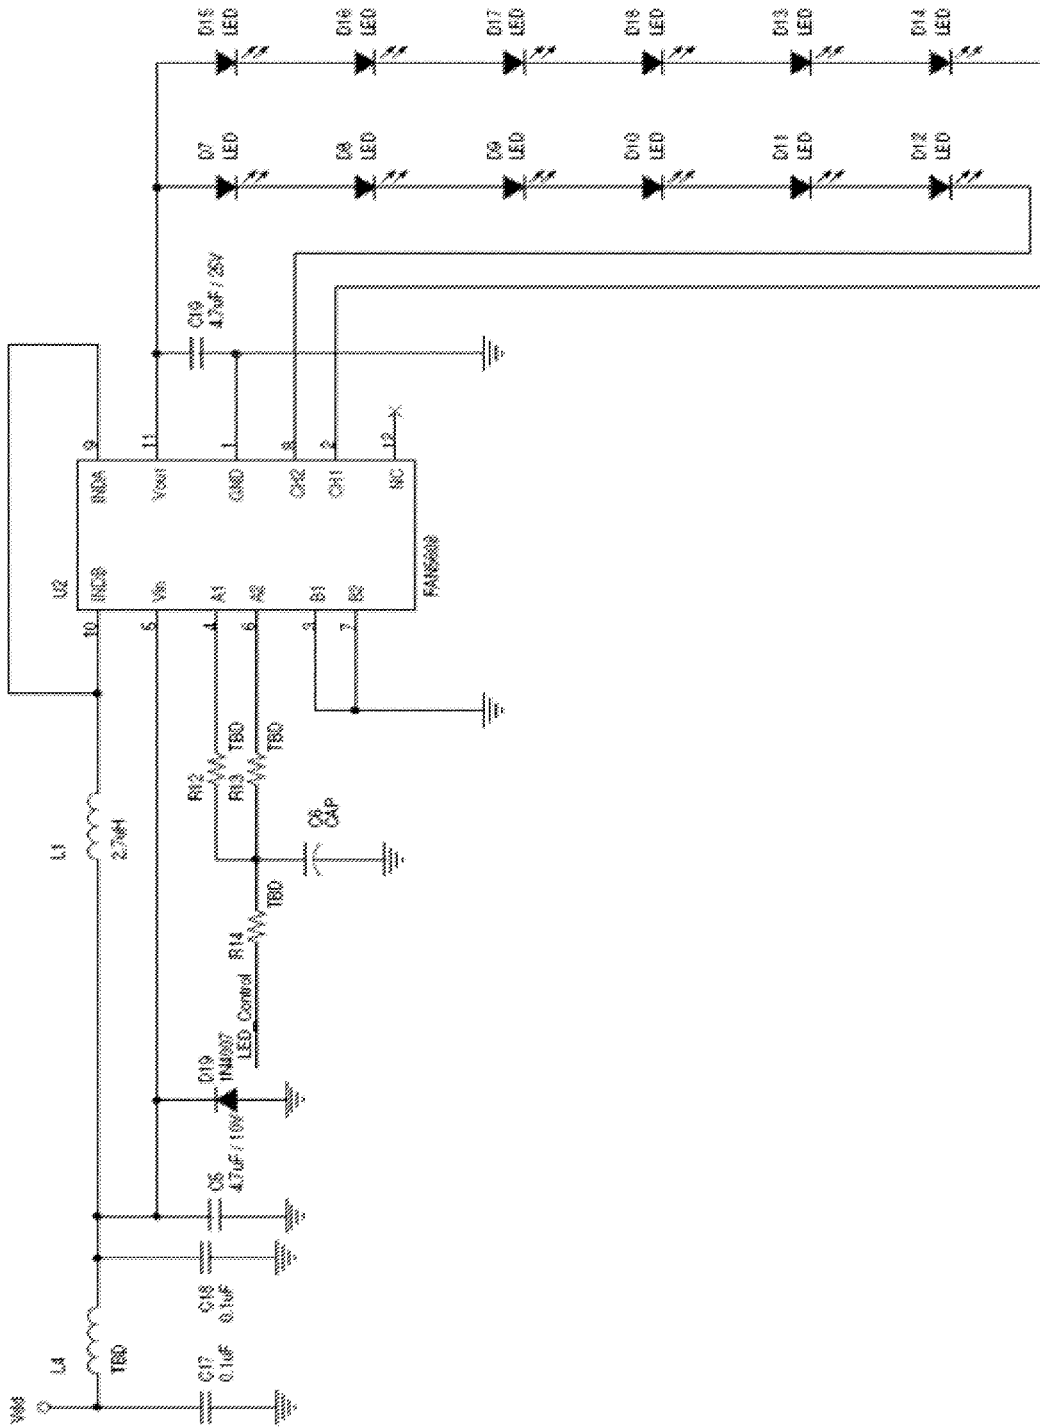 D15
LED
D16
LED
D17
LED
D18
LED
D13
LED
D14
LED
D7
LED
D8
LED
D9
LED
D10
LED
D11
LED
D12
LED
C19
4.7uF / 25V
9
11
1
8
2
12
INDA
Vout
GND
CH2
CH1
NC
U2
INDB
Vin
A1
A2
B1
B2
10
5
4
6
3
7
L1
2.7uH
R12
TBD
R13
TBD
C6
CAP
R14
TBD
LED Control
D19
1N4007
C5
4.7uF / 10V
C18
0.1uF
L4
TBD
C17
0.1uF
Vdd